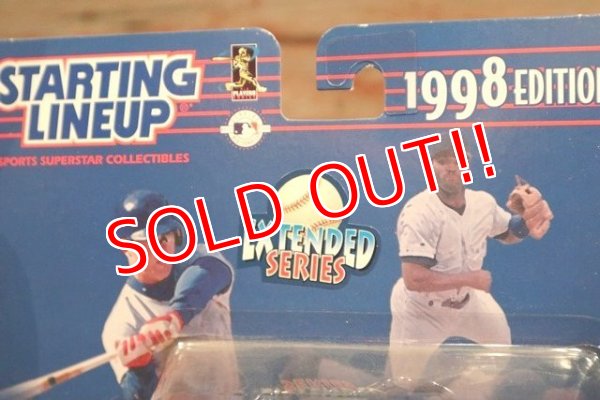 STARTING
LINEUP
SPORTS SUPERSTAR COLLECTIBLES
1998 EDITION
SOLD OUT!!
EXTENDED
SERIES